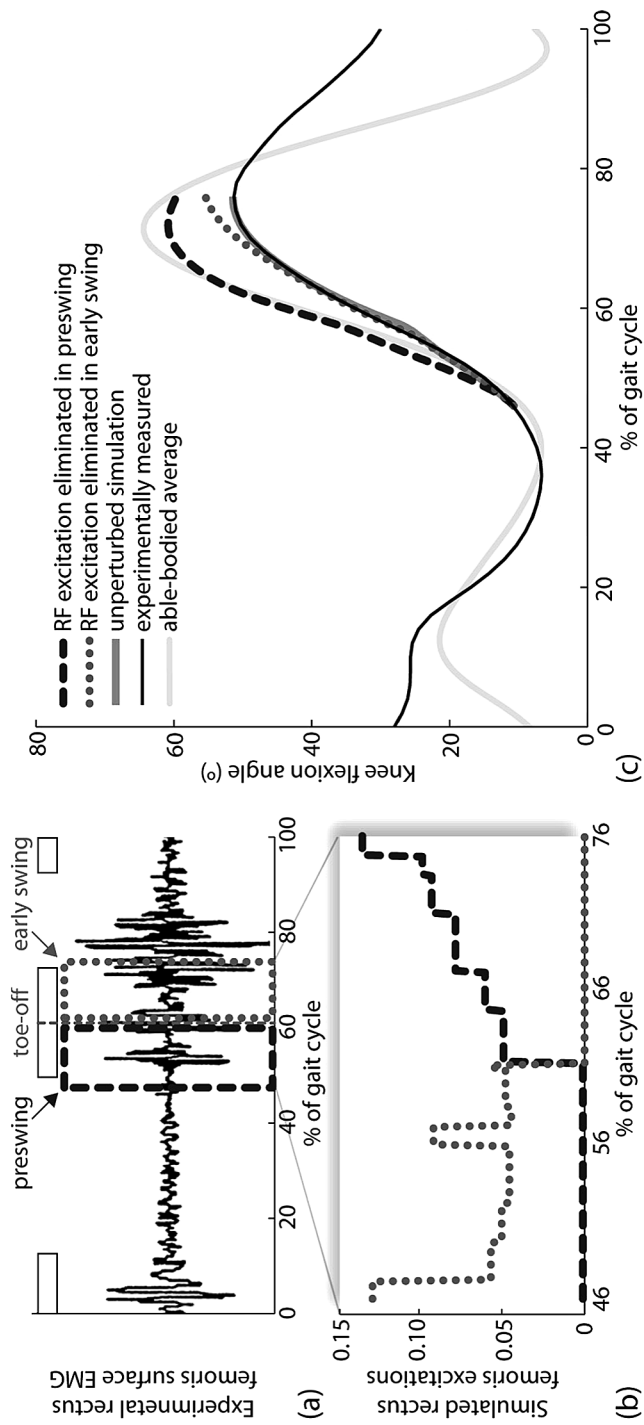 preswing
toe-off
early swing
Experimetal rectus
femoris surface EMG
0
20
40
60
80
100
% of gait cycle
(a)
Simulated rectus
femoris excitations
0.15
0.10
0.05
0
46
56
66
76
% of gait cycle
(b)
RF excitation eliminated in preswing
RF excitation eliminated in early swing
unperturbed simulation
experimentally measured
able-bodied average
Knee flexion angle (º)
80
60
40
20
0
0
20
40
60
80
100
% of gait cycle
(c)